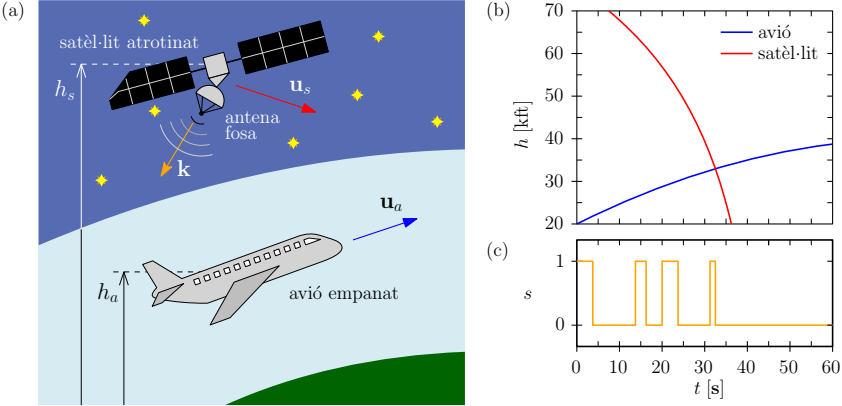 (a)
satèl·lit atrotinat
h_s
u_s
antena
fosa
k
u_a
h_a
avió empanat
(b)
70
60
50
40
30
20
h [kft]
avió
satèl·lit
(c)
1
0
s
0 10 20 30 40 50 60
t [s]